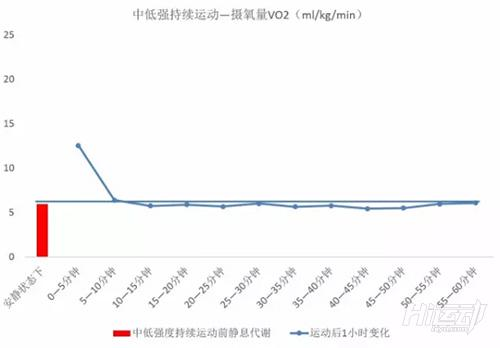 中低强持续运动—摄氧量VO2（ml/kg/min）
25
20
15
10
5
0
安静状态下
0—5分钟
5—10分钟
10—15分钟
15—20分钟
20—25分钟
25—30分钟
30—35分钟
35—40分钟
40—45分钟
45—50分钟
50—55分钟
55—60分钟
中低强度持续运动前静息代谢
运动后1小时变化
Hi运动